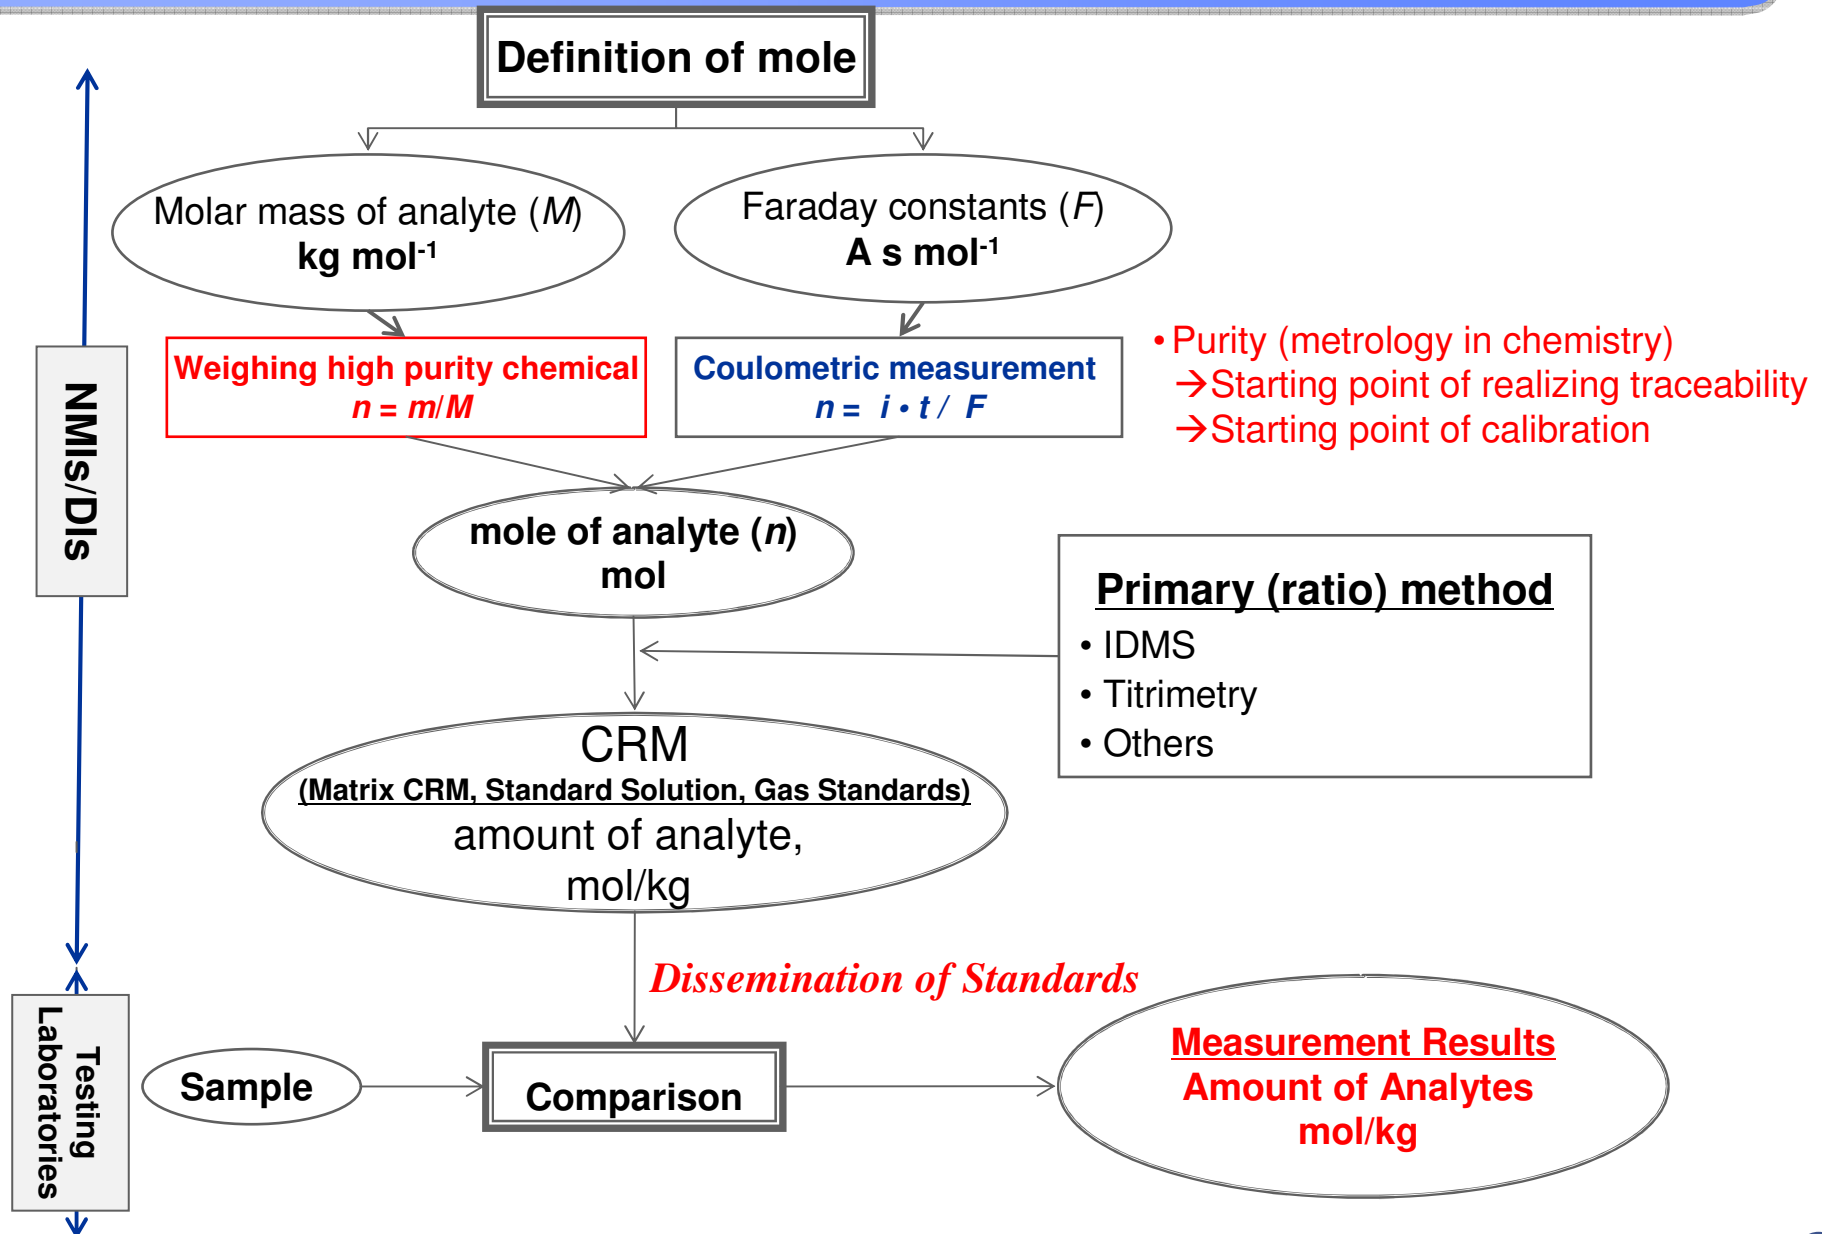 Definition of mole
Molar mass of analyte (M)
kg mol⁻¹
Faraday constants (F)
A s mol⁻¹
Weighing high purity chemical
n = m/M
Coulometric measurement
n = i • t / F
• Purity (metrology in chemistry)
→Starting point of realizing traceability
→Starting point of calibration
NMIs/DIs
mole of analyte (n)
mol
Primary (ratio) method
• IDMS
• Titrimetry
• Others
CRM
(Matrix CRM, Standard Solution, Gas Standards)
amount of analyte,
mol/kg
Dissemination of Standards
Testing
Laboratories
Sample
Comparison
Measurement Results
Amount of Analytes
mol/kg